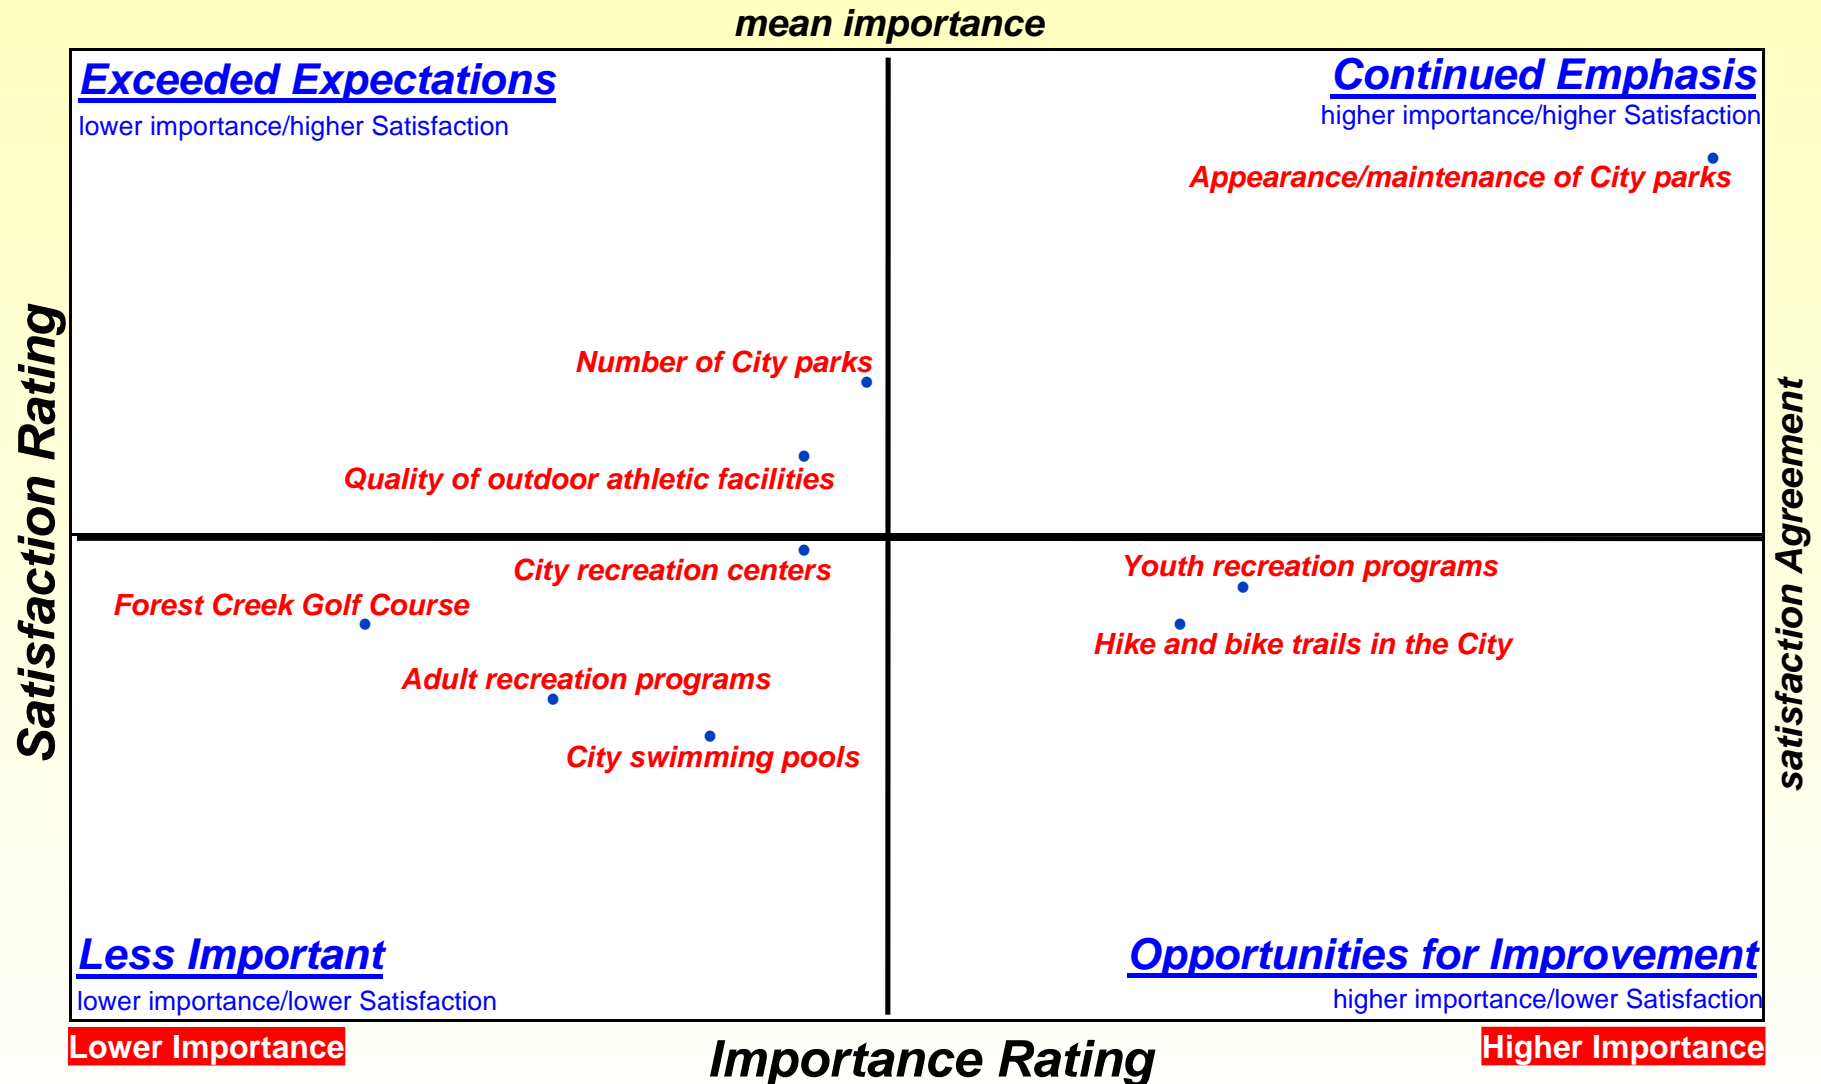 mean importance
Exceeded Expectations
lower importance/higher Satisfaction
Continued Emphasis
higher importance/higher Satisfaction
Appearance/maintenance of City parks
Number of City parks
Quality of outdoor athletic facilities
Satisfaction Rating
satisfaction Agreement
City recreation centers
Youth recreation programs
Forest Creek Golf Course
Hike and bike trails in the City
Adult recreation programs
City swimming pools
Less Important
lower importance/lower Satisfaction
Opportunities for Improvement
higher importance/lower Satisfaction
Lower Importance
Importance Rating
Higher Importance